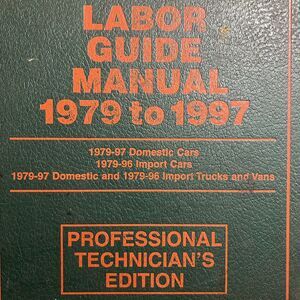 LABOR
GUIDE
MANUAL
1979 to 1997
1979-97 Domestic Cars
1979-96 Import Cars
1979-97 Domestic and 1979-96 Import Trucks and Vans
PROFESSIONAL
TECHNICIAN'S
EDITION